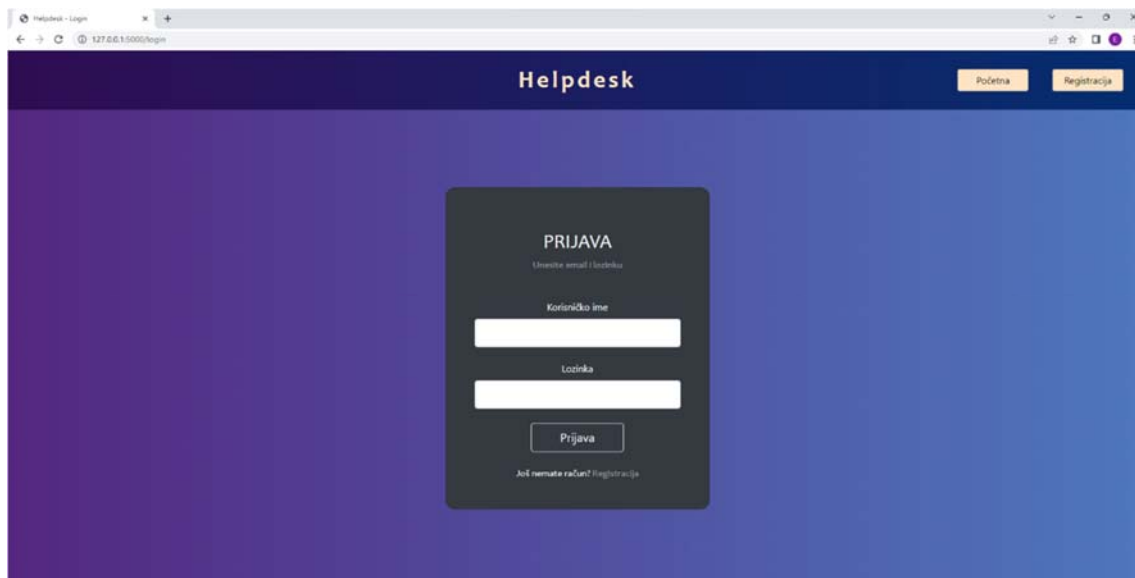 Helpdesk - Login
127.0.0.1:5000/login
E
Helpdesk
Početna
Registracija
PRIJAVA
Unesite email i lozinku
Korisničko ime
Lozinka
Prijava
Još nemate račun? Registracija